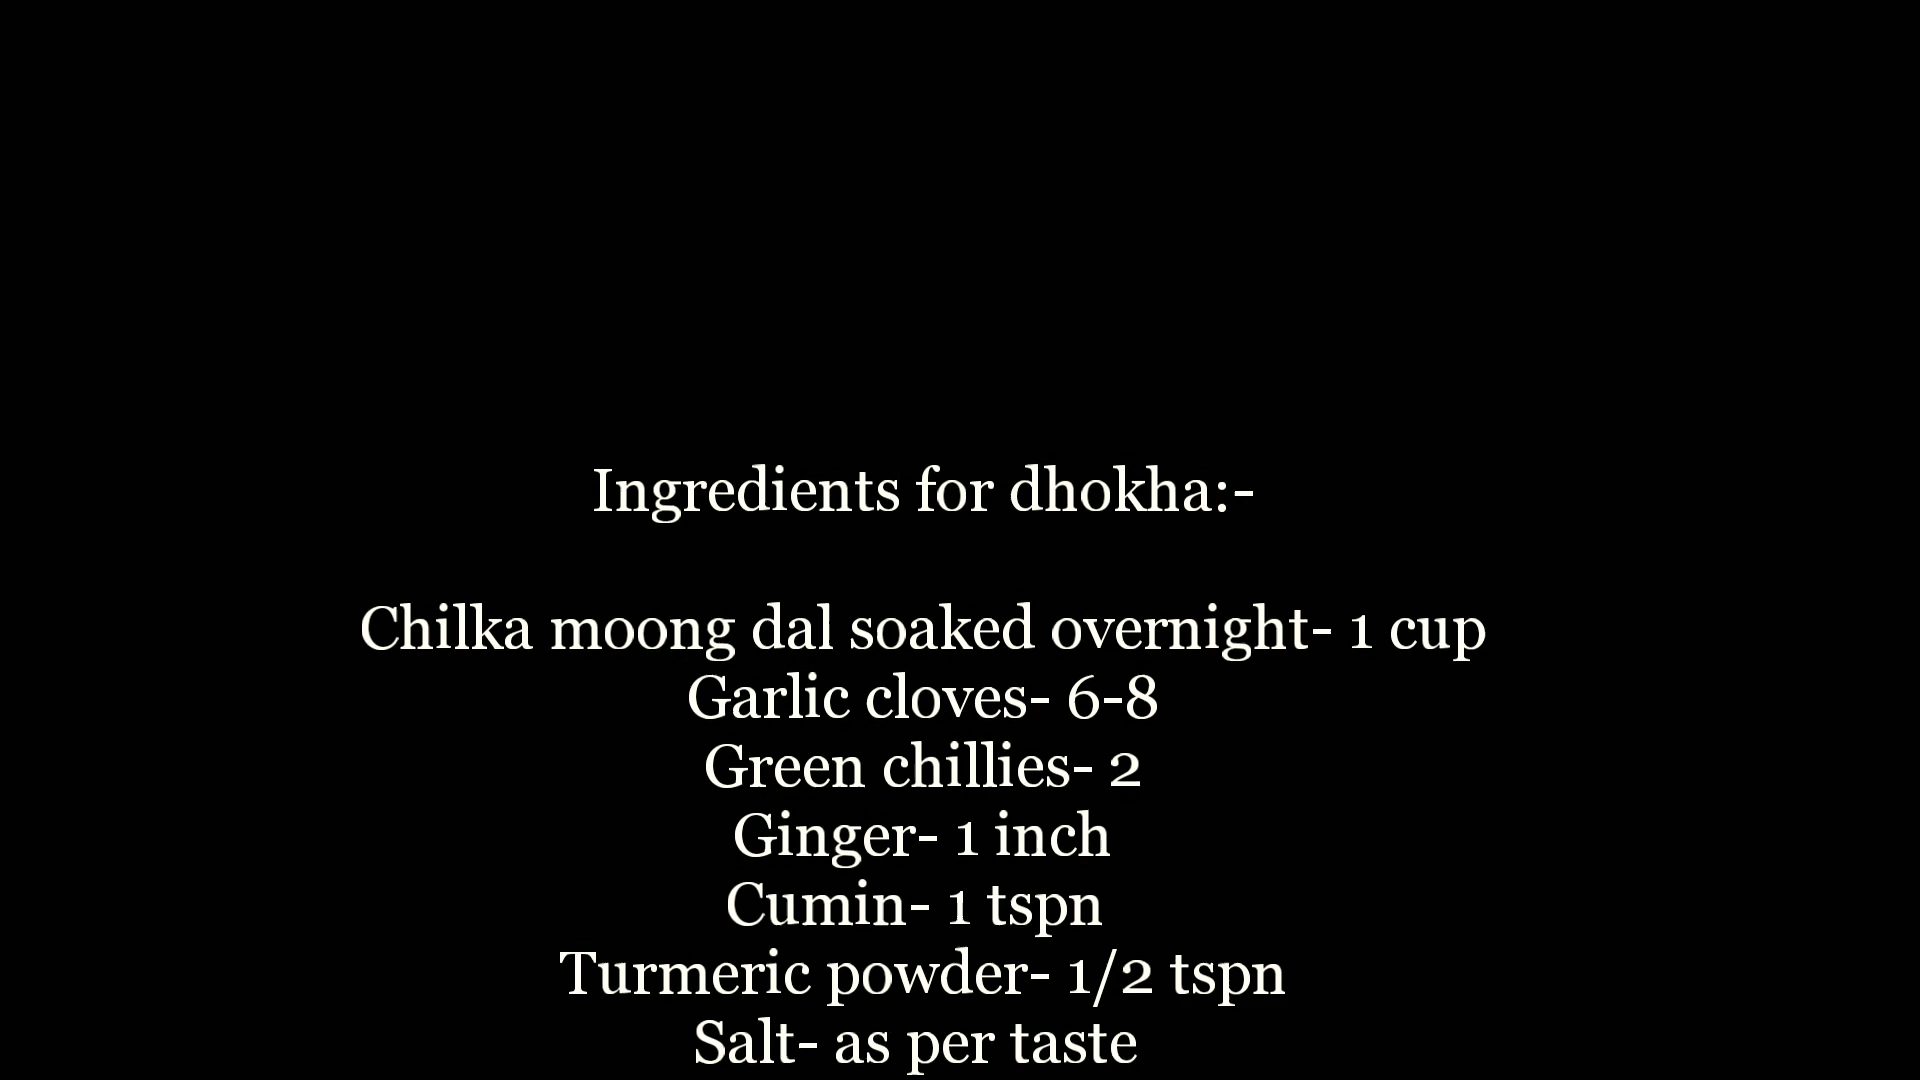 Ingredients for dhokha:-
Chilka moong dal soaked overnight- 1 cup
Garlic cloves- 6-8
Green chillies- 2
Ginger- 1 inch
Cumin- 1 tspn
Turmeric powder- 1/2 tspn
Salt- as per taste